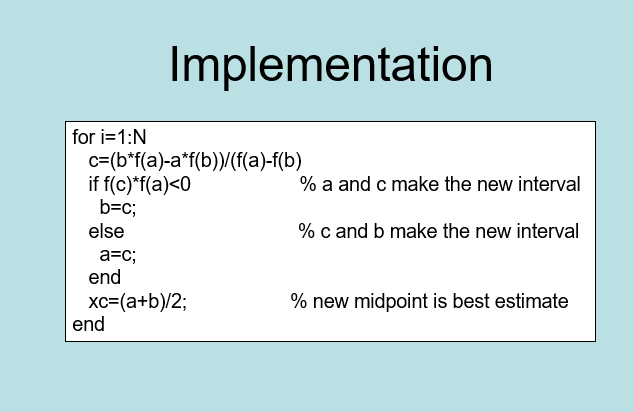 Implementation
for i=1:N
c=(b*f(a)-a*f(b))/(f(a)-f(b)
if f(c)*f(a)<0 % a and c make the new interval
b=c;
else % c and b make the new interval
a=c;
end
xc=(a+b)/2; % new midpoint is best estimate
end